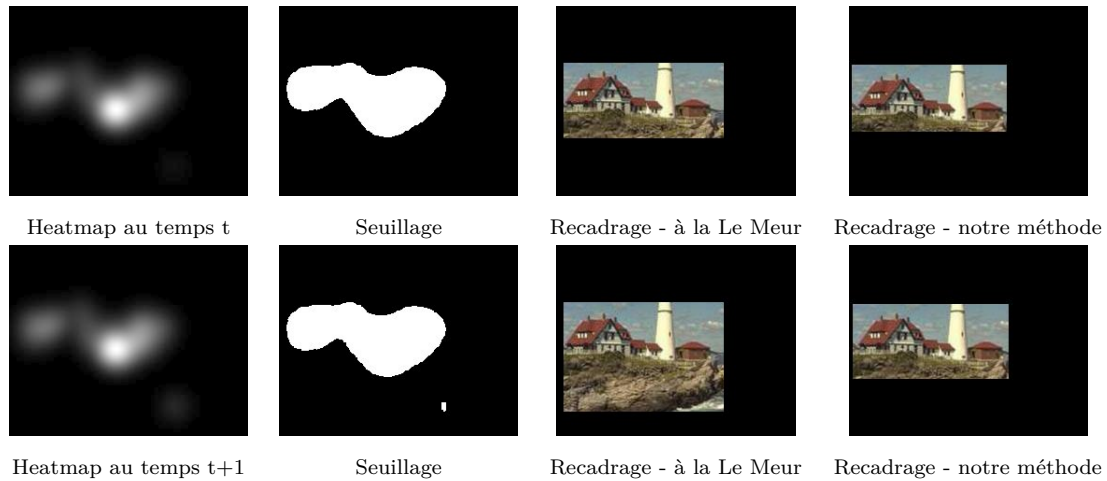 Heatmap au temps t
Seuillage
Recadrage - à la Le Meur
Recadrage - notre méthode
Heatmap au temps t+1
Seuillage
Recadrage - à la Le Meur
Recadrage - notre méthode